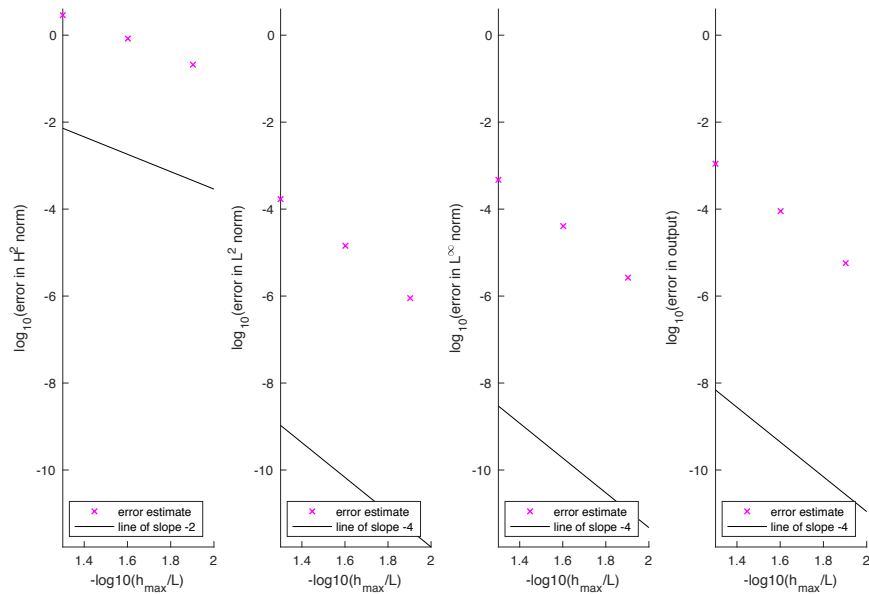 0
-2
-4
-6
-8
-10
log10(error in H2 norm)
error estimate
line of slope -2
1.4 1.6 1.8 2
-log10(hmax/L)
0
-2
-4
-6
-8
-10
log10(error in L2 norm)
error estimate
line of slope -4
1.4 1.6 1.8 2
-log10(hmax/L)
0
-2
-4
-6
-8
-10
log10(error in L∞ norm)
error estimate
line of slope -4
1.4 1.6 1.8 2
-log10(hmax/L)
0
-2
-4
-6
-8
-10
log10(error in output)
error estimate
line of slope -4
1.4 1.6 1.8 2
-log10(hmax/L)